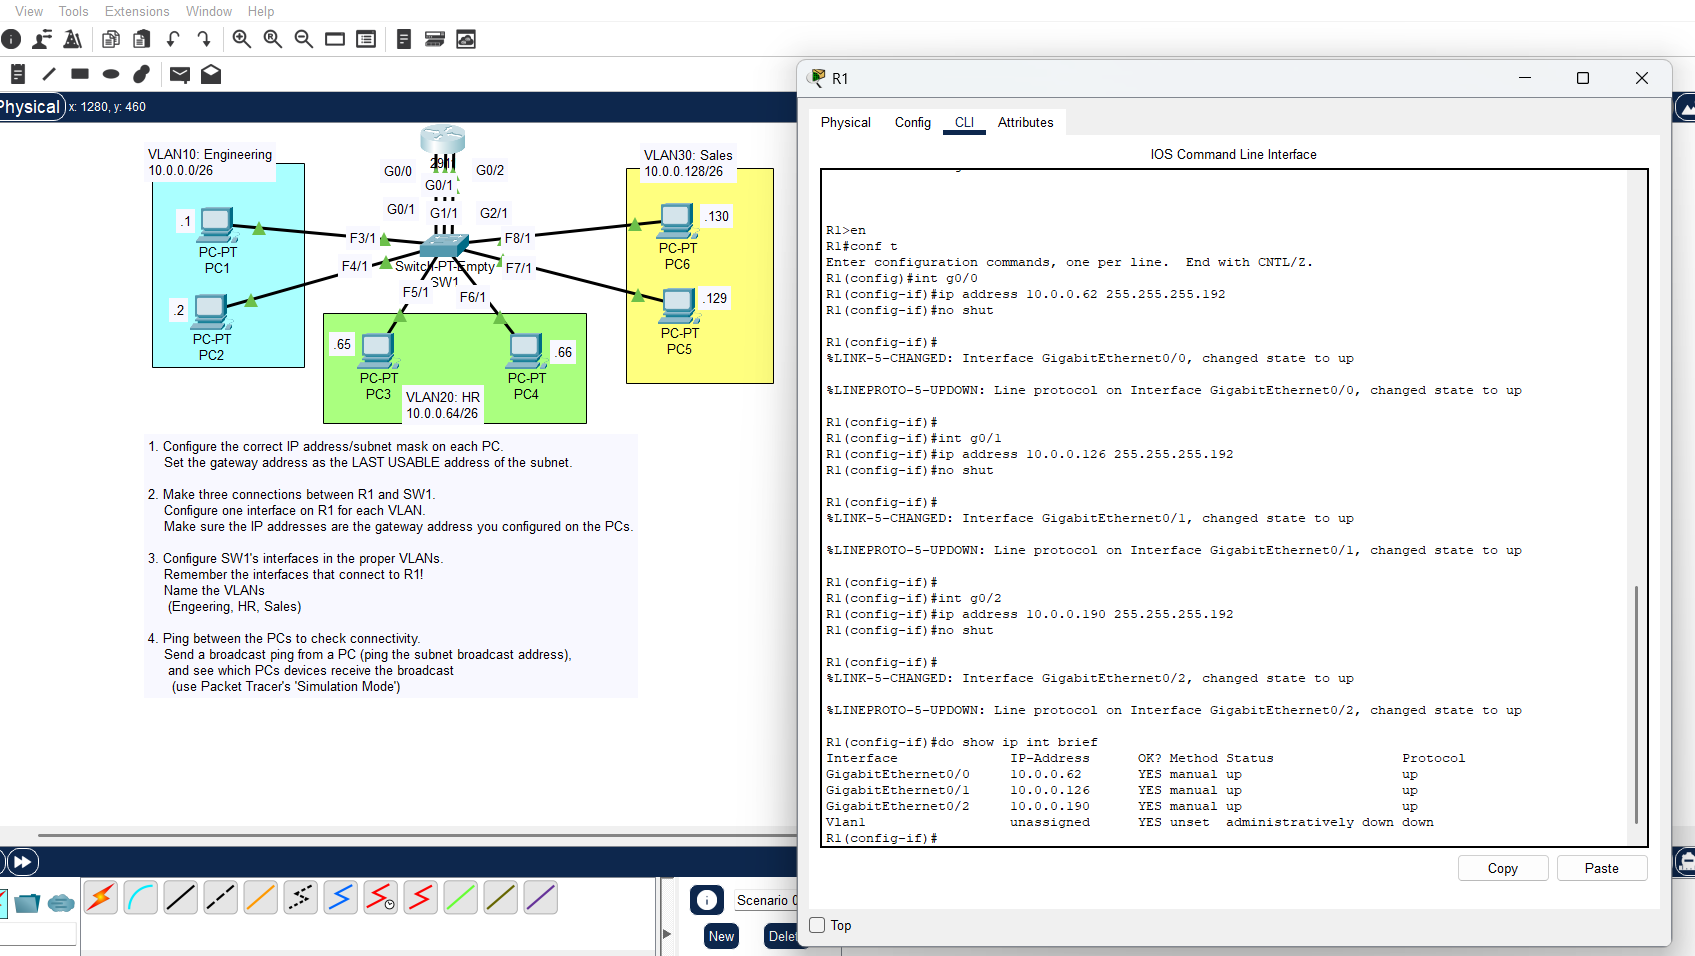 View Tools Extensions Window Help
Physical x: 1280, y: 460
VLAN10: Engineering
10.0.0.0/26
.1
PC-PT
PC1
.2
PC-PT
PC2
G0/0
G0/2
G0/1
G0/1
G1/1
G2/1
F3/1
F8/1
F4/1
Switch-PT-Empty
SW1
F7/1
F5/1
F6/1
VLAN30: Sales
10.0.0.128/26
.130
PC-PT
PC6
.129
PC-PT
PC5
.65
PC-PT
PC3
.66
PC-PT
PC4
VLAN20: HR
10.0.0.64/26
1. Configure the correct IP address/subnet mask on each PC.
Set the gateway address as the LAST USABLE address of the subnet.
2. Make three connections between R1 and SW1.
Configure one interface on R1 for each VLAN.
Make sure the IP addresses are the gateway address you configured on the PCs.
3. Configure SW1's interfaces in the proper VLANs.
Remember the interfaces that connect to R1!
Name the VLANs
(Engeering, HR, Sales)
4. Ping between the PCs to check connectivity.
Send a broadcast ping from a PC (ping the subnet broadcast address),
and see which PCs devices receive the broadcast
(use Packet Tracer's 'Simulation Mode')
Scenario 0
New
Delet
R1
Physical Config CLI Attributes
IOS Command Line Interface
R1>en
R1#conf t
Enter configuration commands, one per line. End with CNTL/Z.
R1(config)#int g0/0
R1(config-if)#ip address 10.0.0.62 255.255.255.192
R1(config-if)#no shut
R1(config-if)#
%LINK-5-CHANGED: Interface GigabitEthernet0/0, changed state to up
%LINEPROTO-5-UPDOWN: Line protocol on Interface GigabitEthernet0/0, changed state to up
R1(config-if)#
R1(config-if)#int g0/1
R1(config-if)#ip address 10.0.0.126 255.255.255.192
R1(config-if)#no shut
R1(config-if)#
%LINK-5-CHANGED: Interface GigabitEthernet0/1, changed state to up
%LINEPROTO-5-UPDOWN: Line protocol on Interface GigabitEthernet0/1, changed state to up
R1(config-if)#
R1(config-if)#int g0/2
R1(config-if)#ip address 10.0.0.190 255.255.255.192
R1(config-if)#no shut
R1(config-if)#
%LINK-5-CHANGED: Interface GigabitEthernet0/2, changed state to up
%LINEPROTO-5-UPDOWN: Line protocol on Interface GigabitEthernet0/2, changed state to up
R1(config-if)#do show ip int brief
Interface IP-Address OK? Method Status Protocol
GigabitEthernet0/0 10.0.0.62 YES manual up up
GigabitEthernet0/1 10.0.0.126 YES manual up up
GigabitEthernet0/2 10.0.0.190 YES manual up up
Vlan1 unassigned YES unset administratively down down
R1(config-if)#
Copy Paste
Top